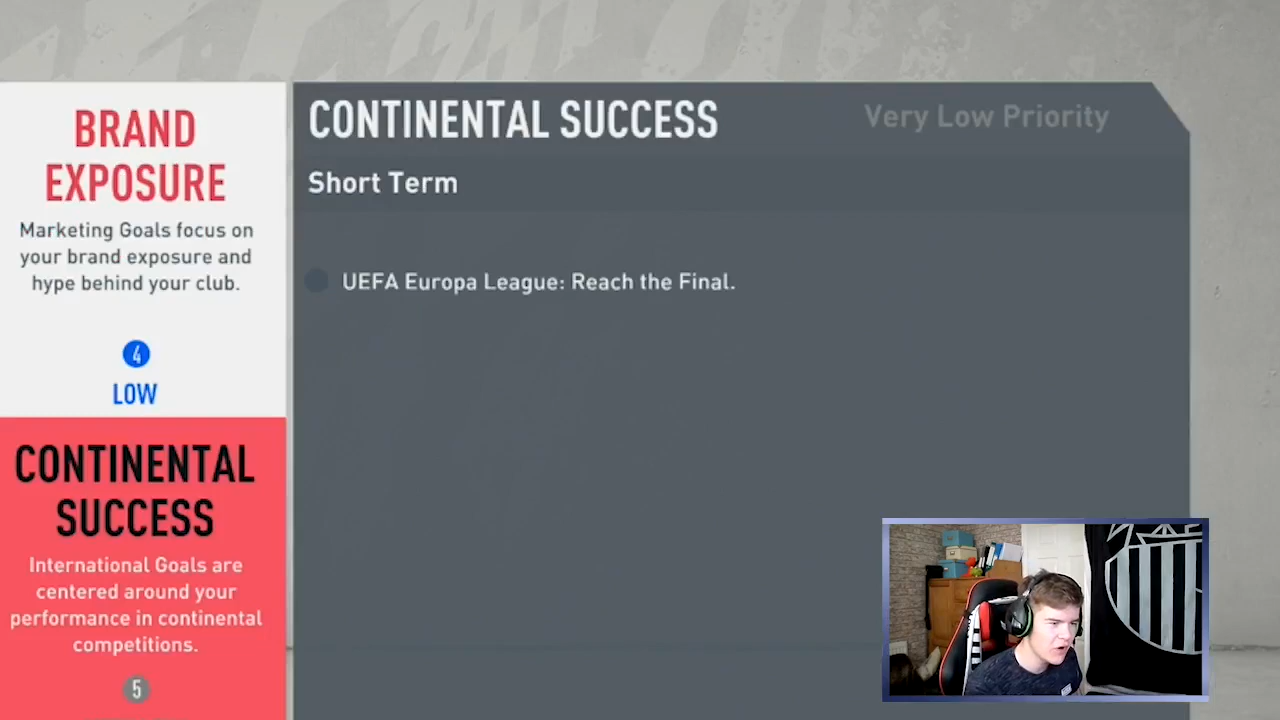 BRAND
EXPOSURE
Marketing Goals focus on
your brand exposure and
hype behind your club.
4
LOW
CONTINENTAL
SUCCESS
International Goals are
centered around your
performance in continental
competitions.
5
CONTINENTAL SUCCESS
Very Low Priority
Short Term
UEFA Europa League: Reach the Final.